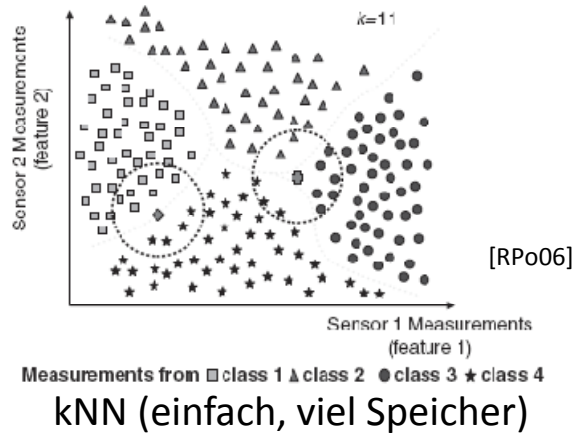 k=11
Sensor 2 Measurements
(feature 2)
[RPo06]
Sensor 1 Measurements
(feature 1)
Measurements from class 1 class 2 class 3 class 4
kNN (einfach, viel Speicher)